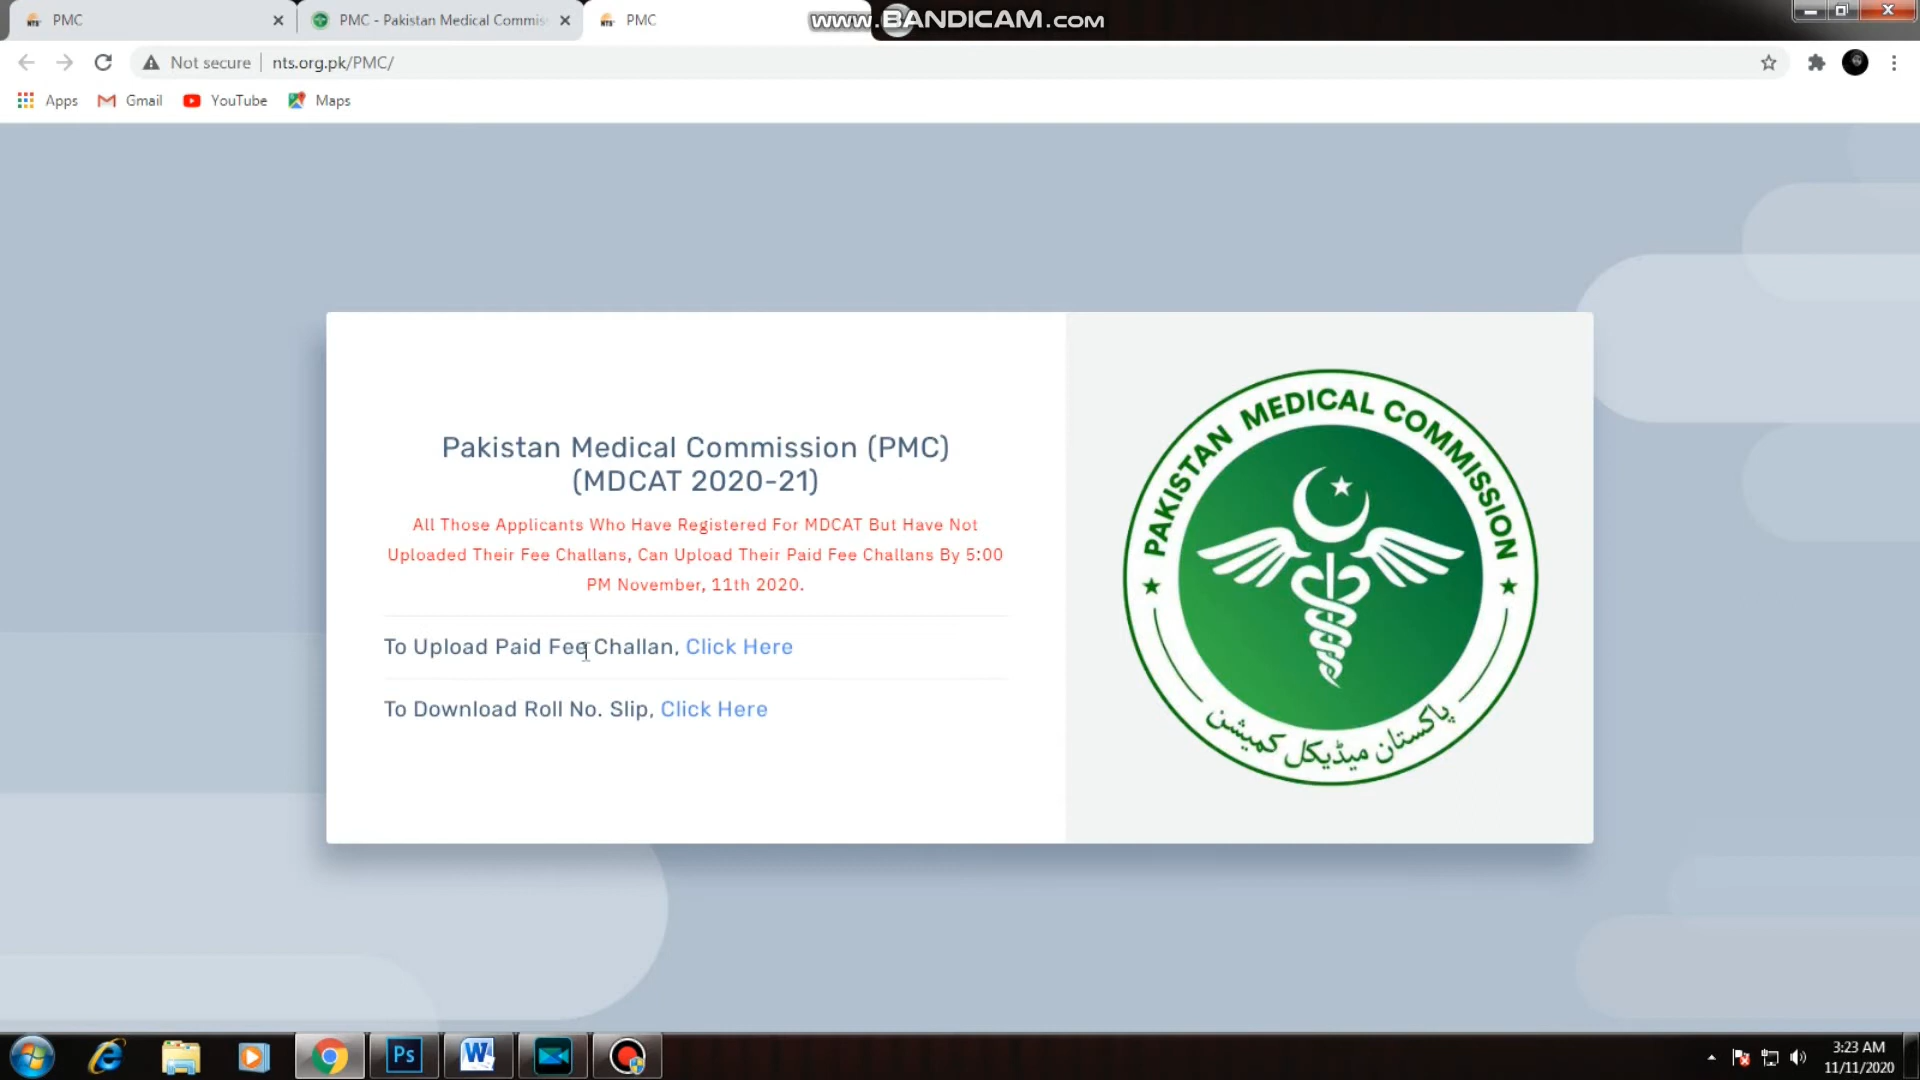 PMC
PMC - Pakistan Medical Commis
PMC
www.BANDICAM.com
Not secure
nts.org.pk/PMC/
Apps
Gmail
YouTube
Maps
Pakistan Medical Commission (PMC)
(MDCAT 2020-21)
All Those Applicants Who Have Registered For MDCAT But Have Not
Uploaded Their Fee Challans, Can Upload Their Paid Fee Challans By 5:00
PM November, 11th 2020.
To Upload Paid Fee Challan, Click Here
To Download Roll No. Slip, Click Here
PAKISTAN MEDICAL COMMISSION
پاکستان میڈیکل کمیشن
Ps
W
3:23 AM
11/11/2020